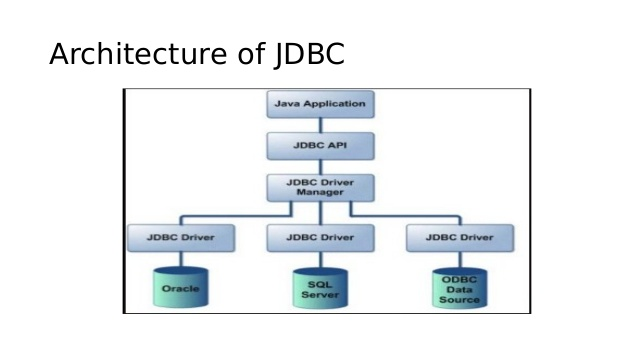 Architecture of JDBC
Java Application
JDBC API
JDBC Driver
Manager
JDBC Driver
JDBC Driver
JDBC Driver
Oracle
SQL
Server
ODBC
Data
Source